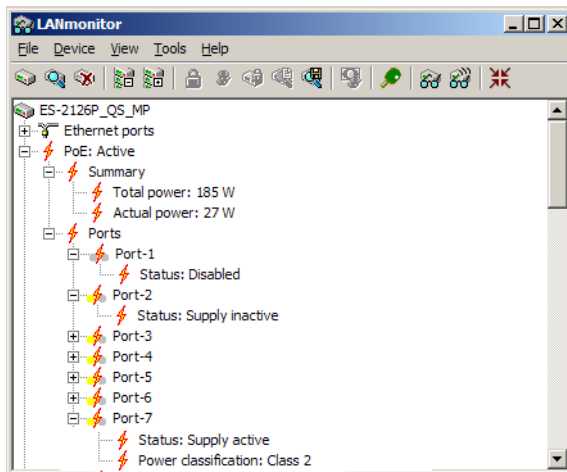 LANmonitor
File Device View Tools Help
ES-2126P_QS_MP
Ethernet ports
PoE: Active
Summary
Total power: 185 W
Actual power: 27 W
Ports
Port-1
Status: Disabled
Port-2
Status: Supply inactive
Port-3
Port-4
Port-5
Port-6
Port-7
Status: Supply active
Power classification: Class 2